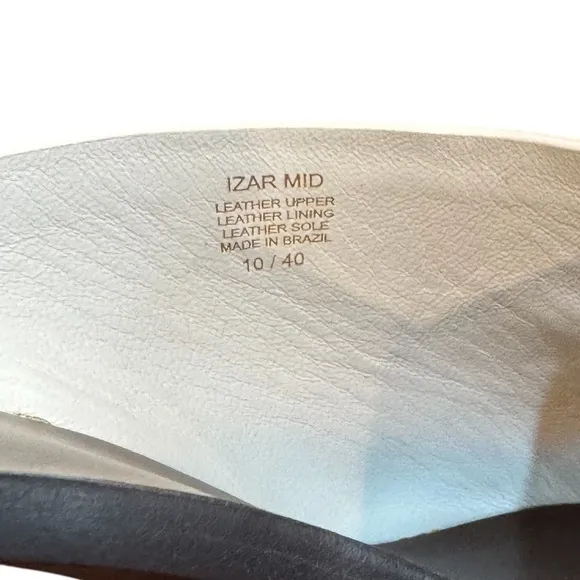 IZAR MID
LEATHER UPPER
LEATHER LINING
LEATHER SOLE
MADE IN BRAZIL
10 / 40